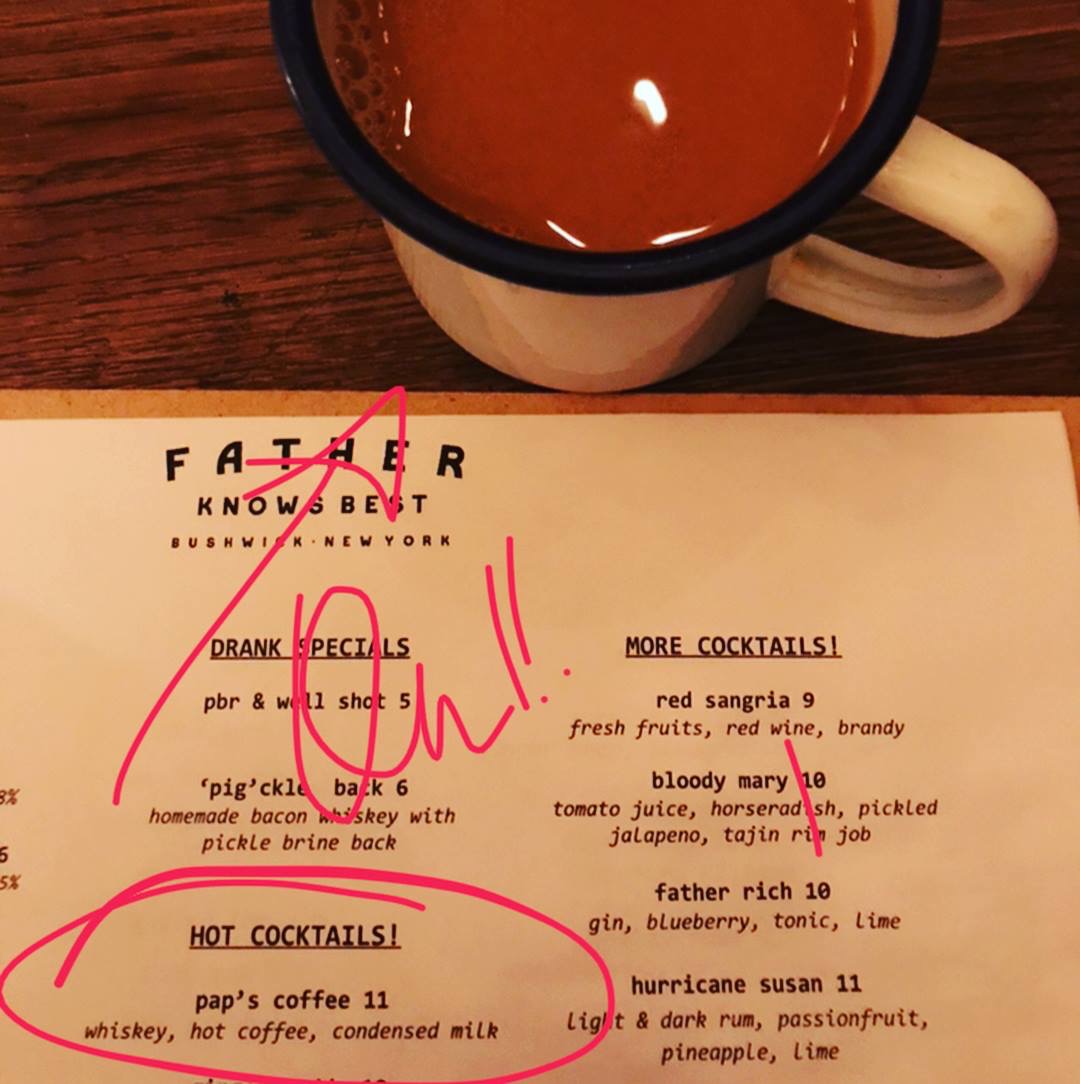 FATHER
KNOWS BEST
BUSHWICK · NEW YORK
Oh!!
DRANK SPECIALS
pbr & well shot 5
'pig'ckle back 6
homemade bacon whiskey with
pickle brine back
8%
5%
HOT COCKTAILS!
pap's coffee 11
whiskey, hot coffee, condensed milk
MORE COCKTAILS!
red sangria 9
fresh fruits, red wine, brandy
bloody mary 10
tomato juice, horseradish, pickled
jalapeno, tajin rim job
father rich 10
gin, blueberry, tonic, lime
hurricane susan 11
light & dark rum, passionfruit,
pineapple, lime